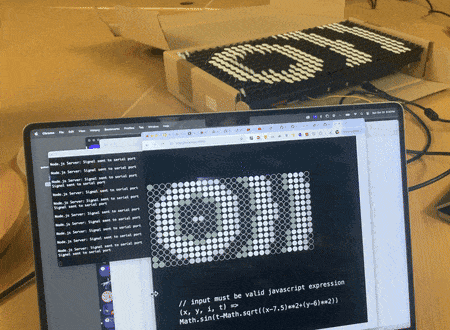 Node.js Server: Signal sent to serial port
Node.js Server: Signal sent to serial port
Node.js Server: Signal sent to serial port
Signal sent to serial port
Node.js Server: Signal sent to serial port
Node.js Server: Signal sent to serial port
Signal sent to serial port
Node.js Server: Signal sent to serial port
Node.js Server: Signal sent to serial port
Node.js Server: Signal sent to serial port
Node.js Server: Signal sent to serial port
Signal sent to serial port
// input must be valid javascript expression
(x, y, i, t) =>
Math.sin(t-Math.sqrt((x-7.5)**2+(y-6)**2))